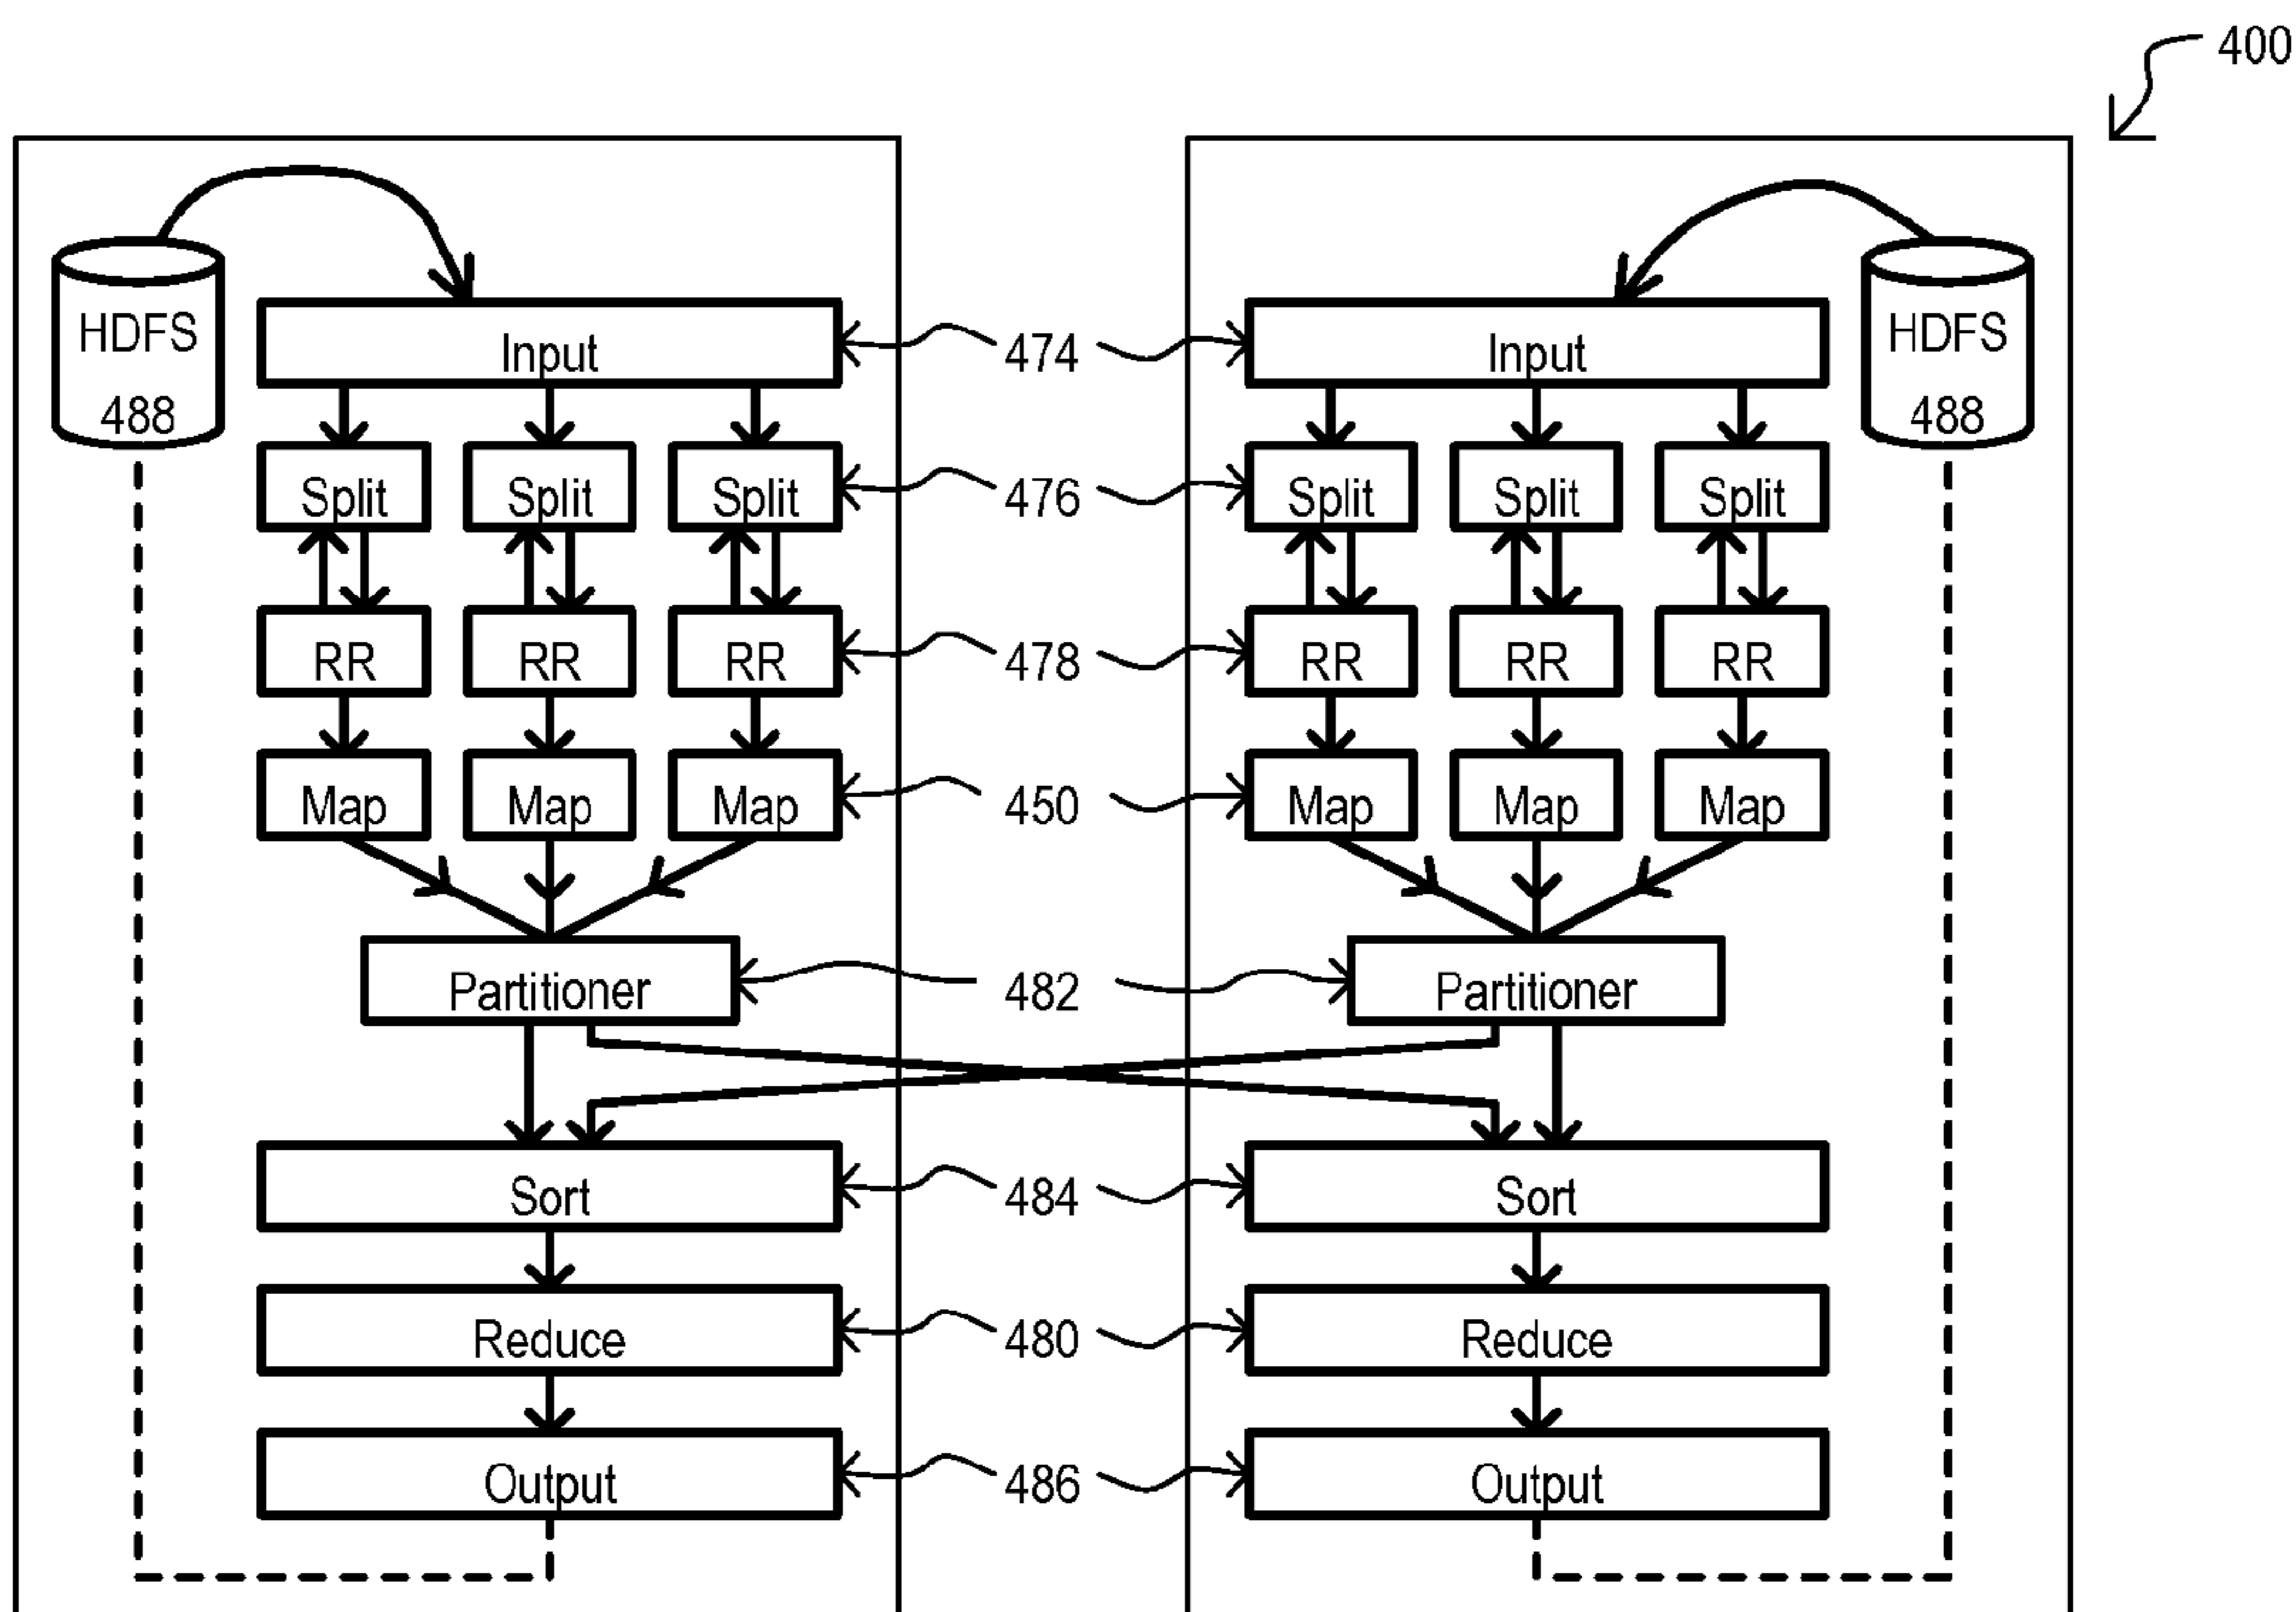 400
HDFS
488
HDFS
488
Input
474
Input
Split Split Split
476
Split Split Split
RR RR RR
478
RR RR RR
Map Map Map
450
Map Map Map
Partitioner
482
Partitioner
Sort
484
Sort
Reduce
480
Reduce
Output
486
Output